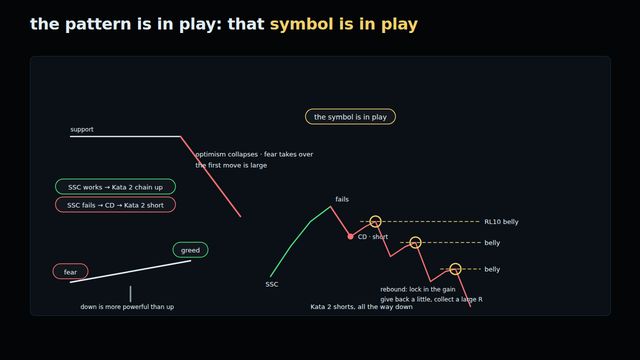 the pattern is in play: that symbol is in play
the symbol is in play
support
optimism collapses · fear takes over
the first move is large
SSC works → Kata 2 chain up
SSC fails → CD → Kata 2 short
fails
RL10 belly
CD · short
belly
greed
belly
fear
SSC
rebound: lock in the gain
give back a little, collect a large R
down is more powerful than up
Kata 2 shorts, all the way down